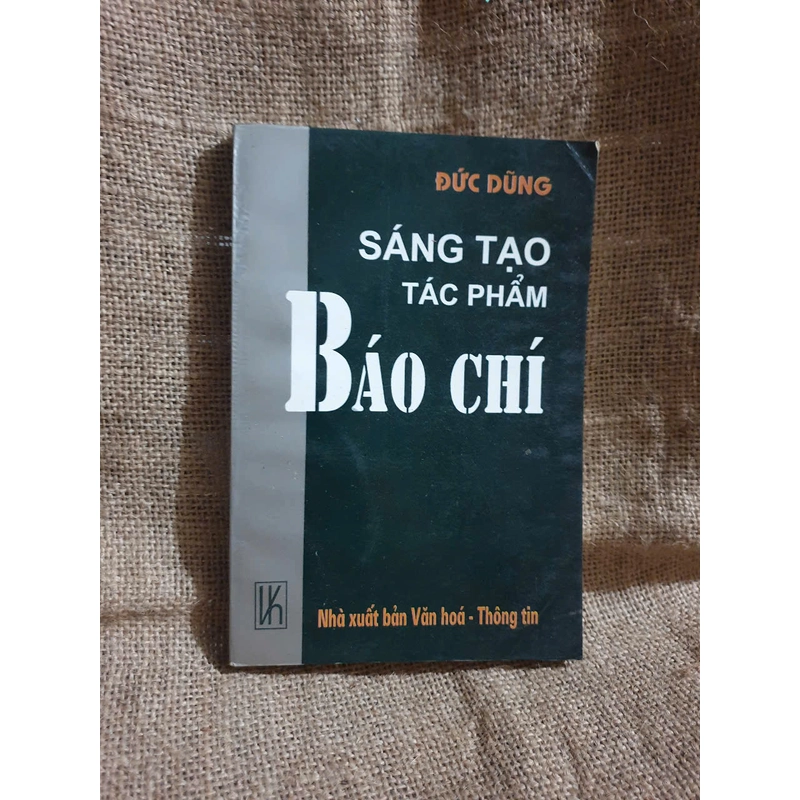 ĐỨC DŨNG
SÁNG TẠO
TÁC PHẨM
BÁO CHÍ
Nhà xuất bản Văn hoá - Thông tin